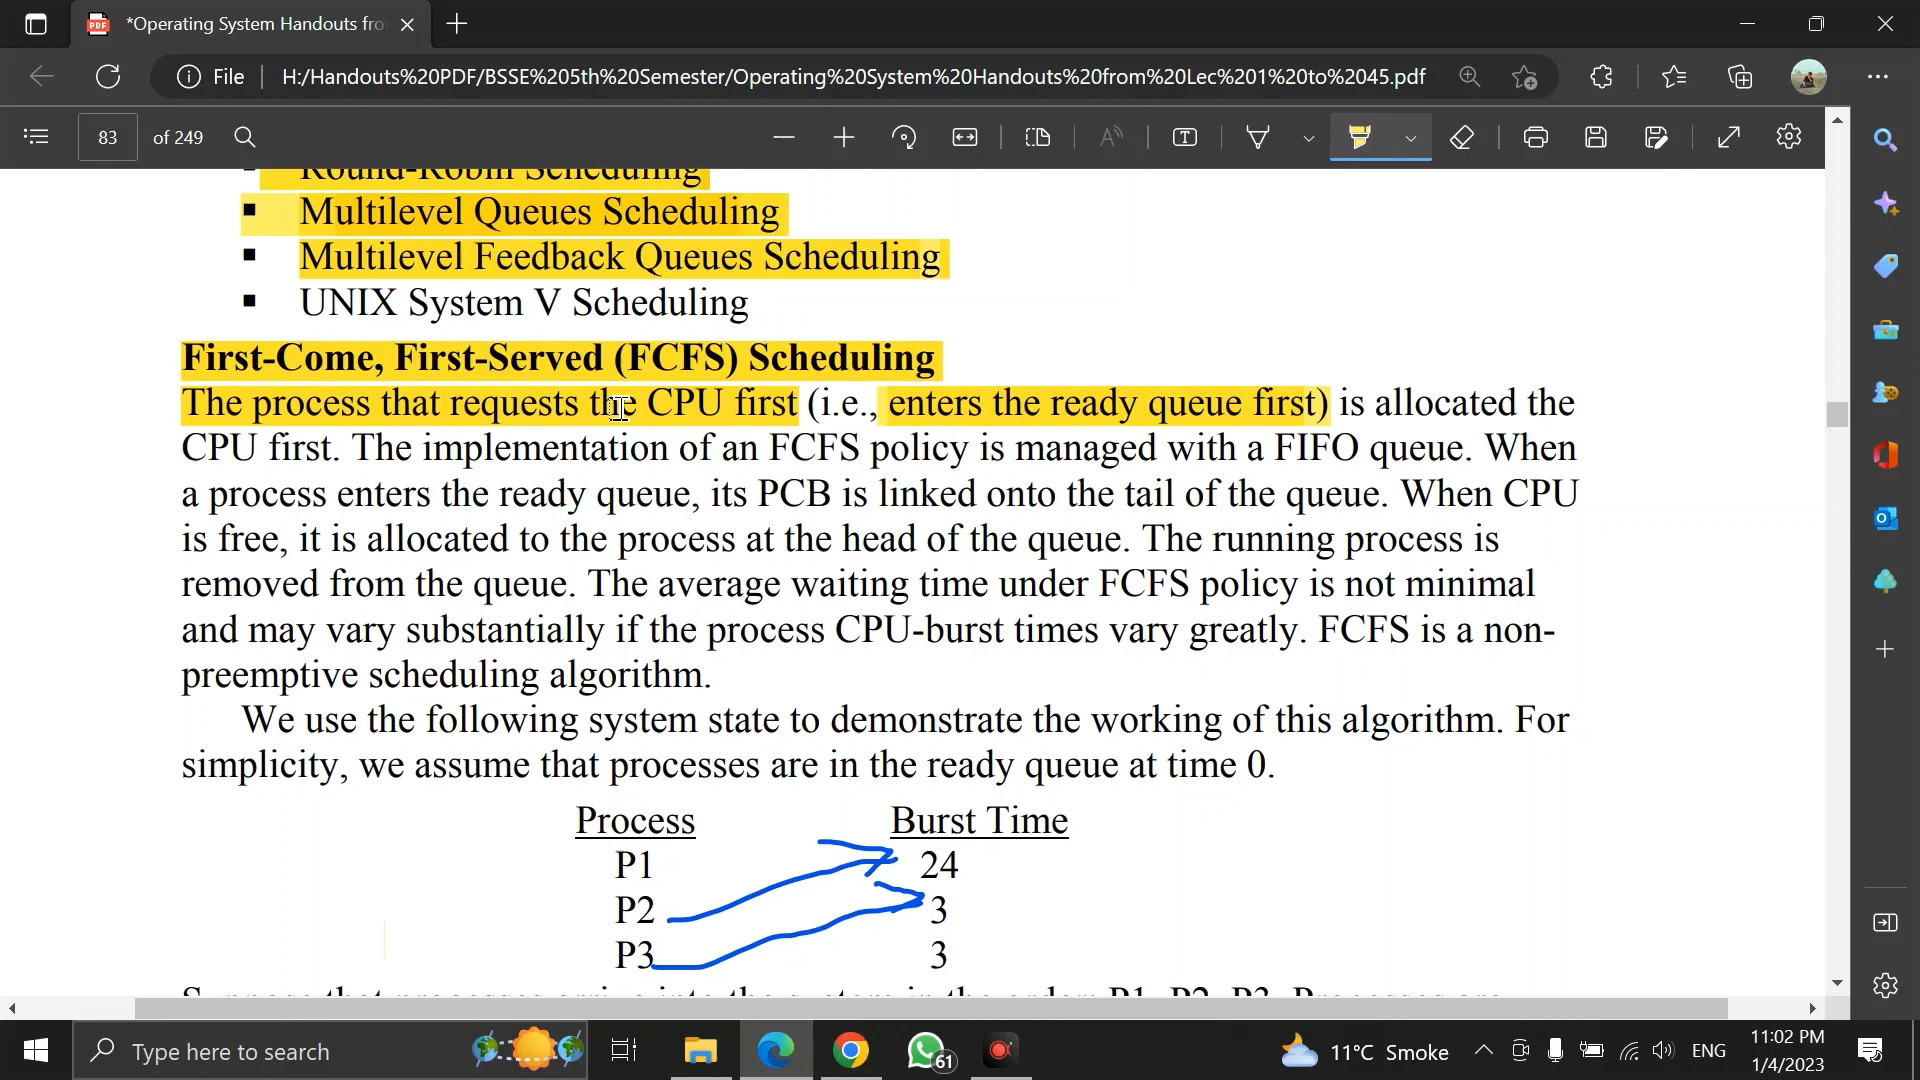 *Operating System Handouts fro
File
H:/Handouts%20PDF/BSSE%205th%20Semester/Operating%20System%20Handouts%20from%20Lec%201%20to%2045.pdf
83 of 249
Round-Robin Scheduling
Multilevel Queues Scheduling
Multilevel Feedback Queues Scheduling
UNIX System V Scheduling
First-Come, First-Served (FCFS) Scheduling
The process that requests the CPU first (i.e., enters the ready queue first) is allocated the
CPU first. The implementation of an FCFS policy is managed with a FIFO queue. When
a process enters the ready queue, its PCB is linked onto the tail of the queue. When CPU
is free, it is allocated to the process at the head of the queue. The running process is
removed from the queue. The average waiting time under FCFS policy is not minimal
and may vary substantially if the process CPU-burst times vary greatly. FCFS is a non-
preemptive scheduling algorithm.
We use the following system state to demonstrate the working of this algorithm. For
simplicity, we assume that processes are in the ready queue at time 0.
Process Burst Time
P1 24
P2 3
P3 3
Type here to search
61
11°C Smoke
ENG
11:02 PM
1/4/2023